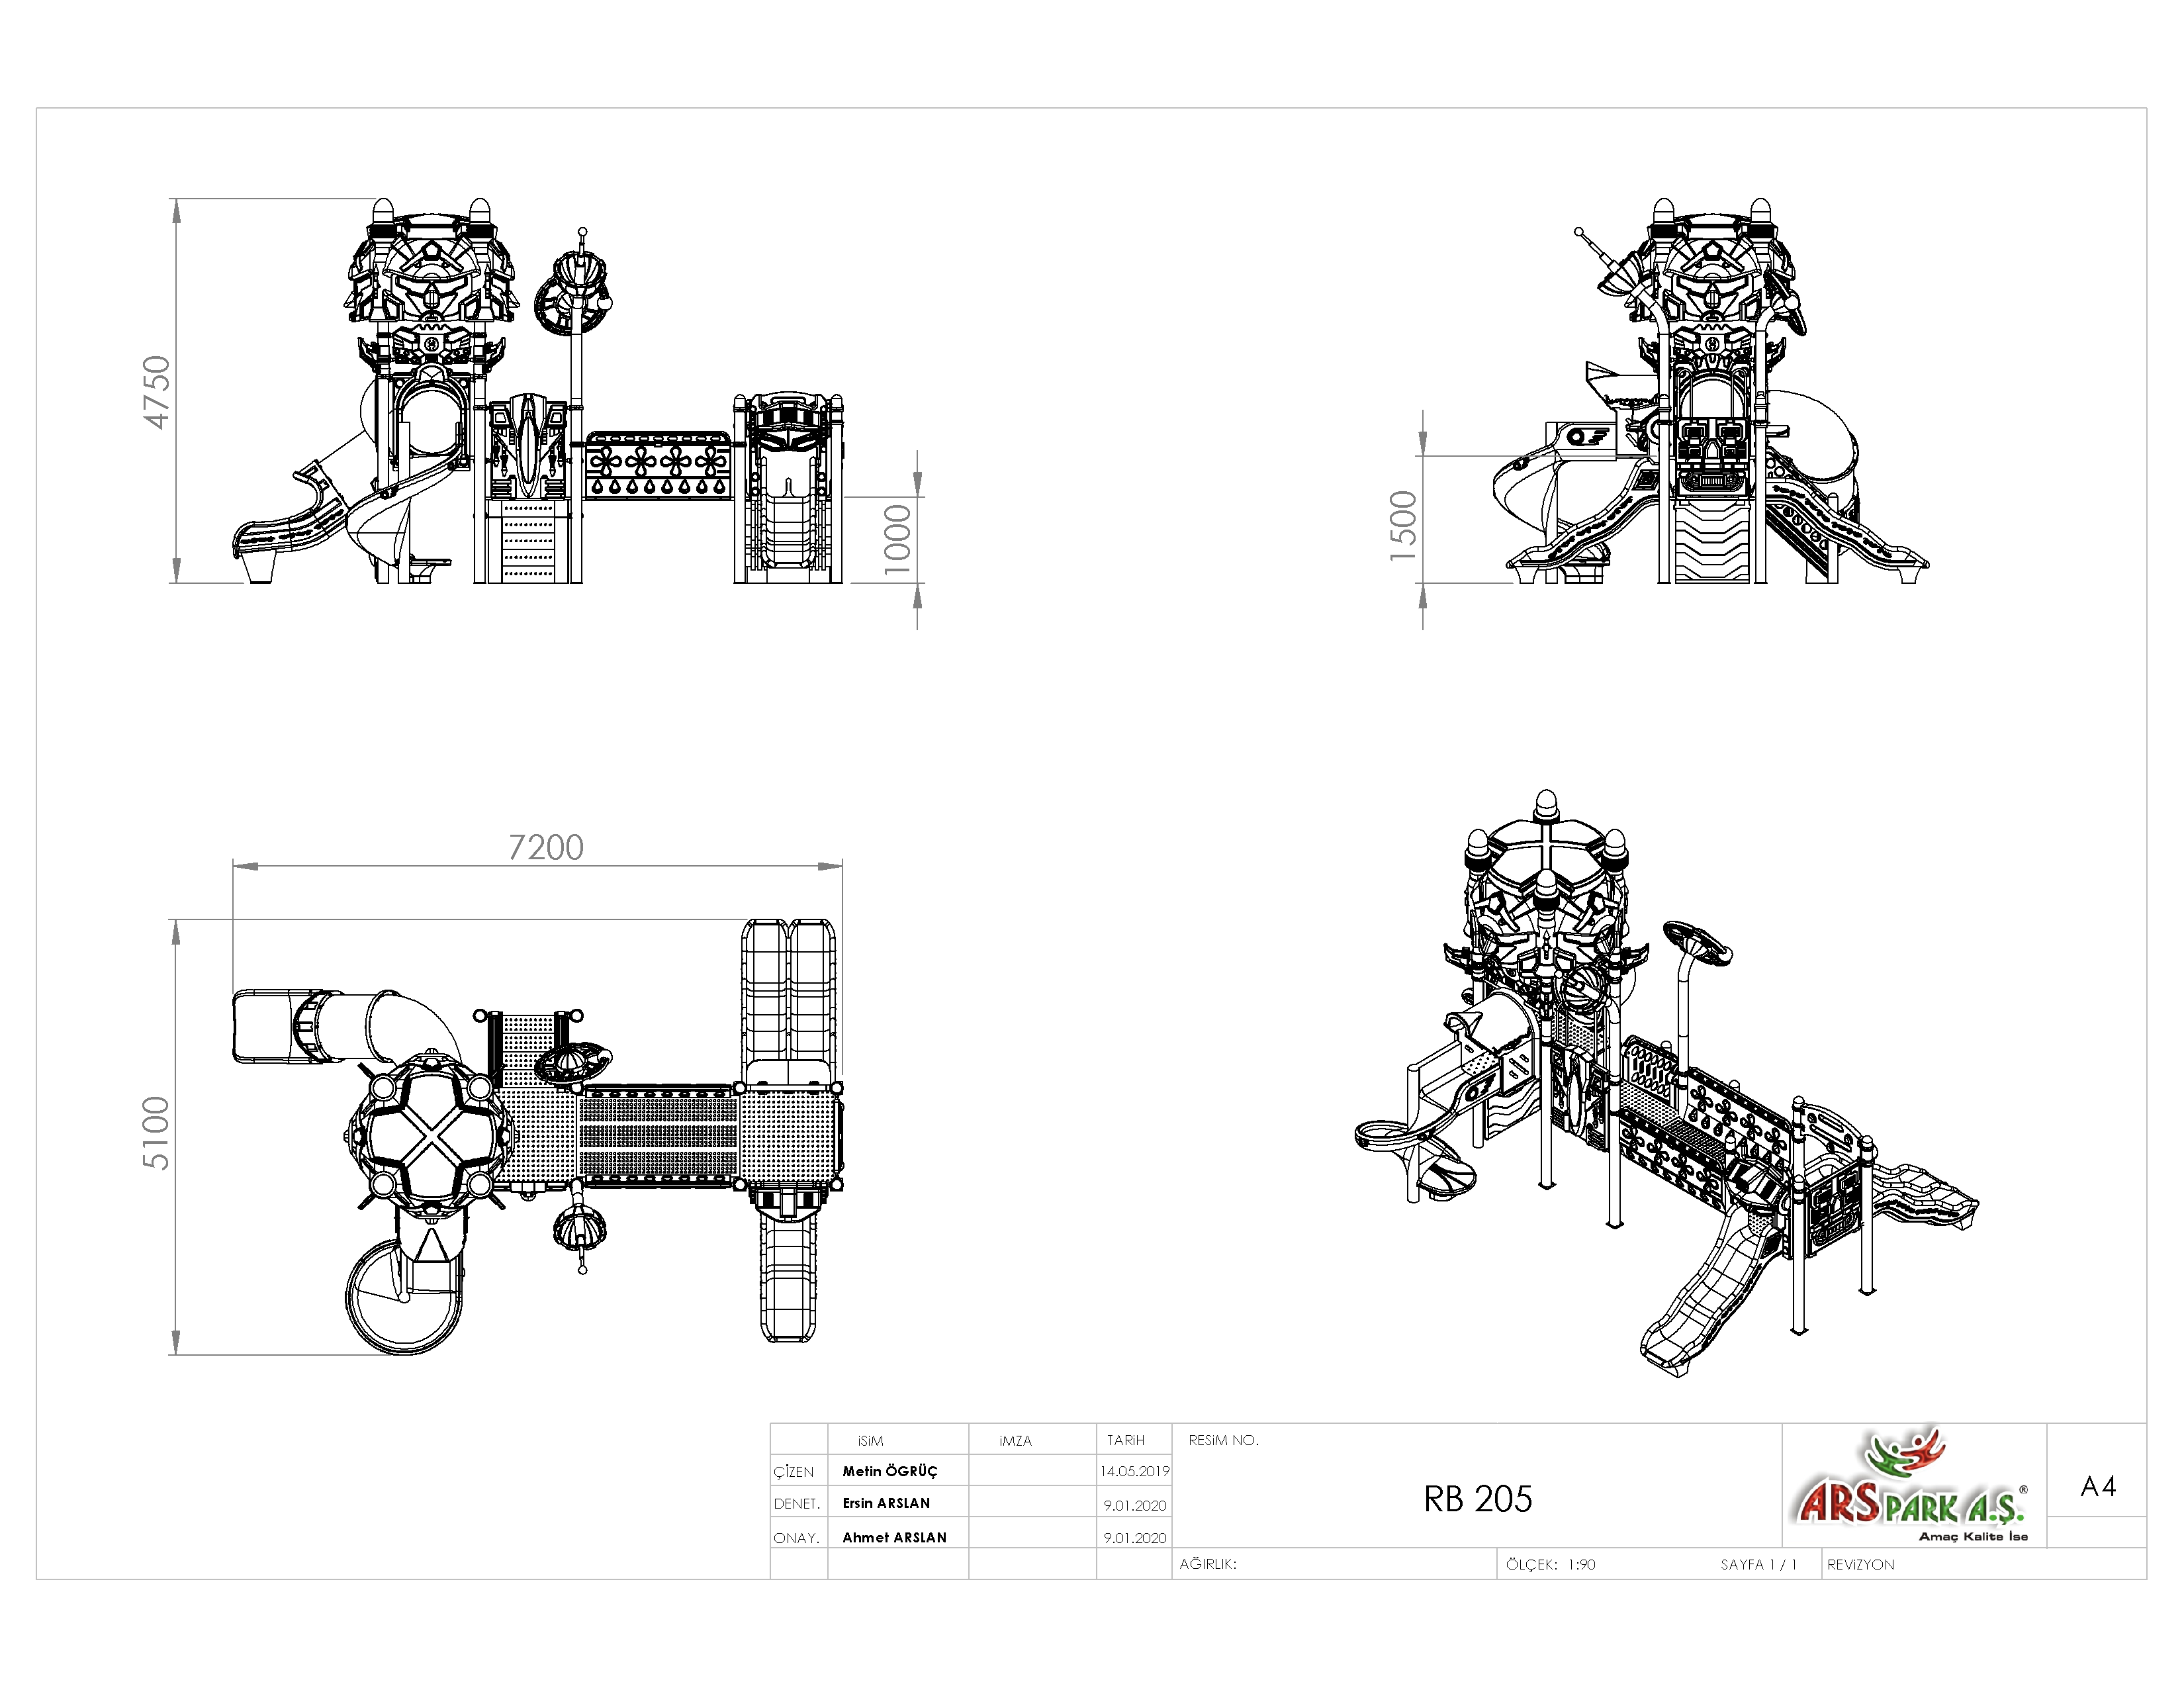 4750
1000
1500
7200
5100
İSİM İMZA TARİH RESİM NO.
ÇİZEN Metin ÖGRÜÇ 14.05.2019
DENET. Ersin ARSLAN 9.01.2020
ONAY. Ahmet ARSLAN 9.01.2020
RB 205
ARSPARK A.Ş.®
Amaç Kalite İse
A4
AĞIRLIK: ÖLÇEK: 1:90 SAYFA 1 / 1 REVİZYON